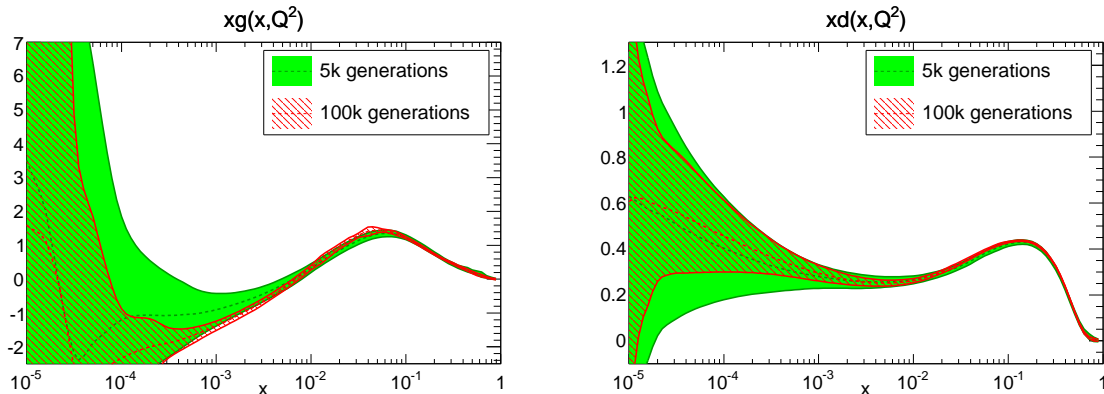 xg(x,Q²)
7
6
5
4
3
2
1
0
-1
-2
5k generations
100k generations
10⁻⁵ 10⁻⁴ 10⁻³ 10⁻² 10⁻¹ 1
x
xd(x,Q²)
1.2
1
0.8
0.6
0.4
0.2
0
5k generations
100k generations
10⁻⁵ 10⁻⁴ 10⁻³ 10⁻² 10⁻¹ 1
x